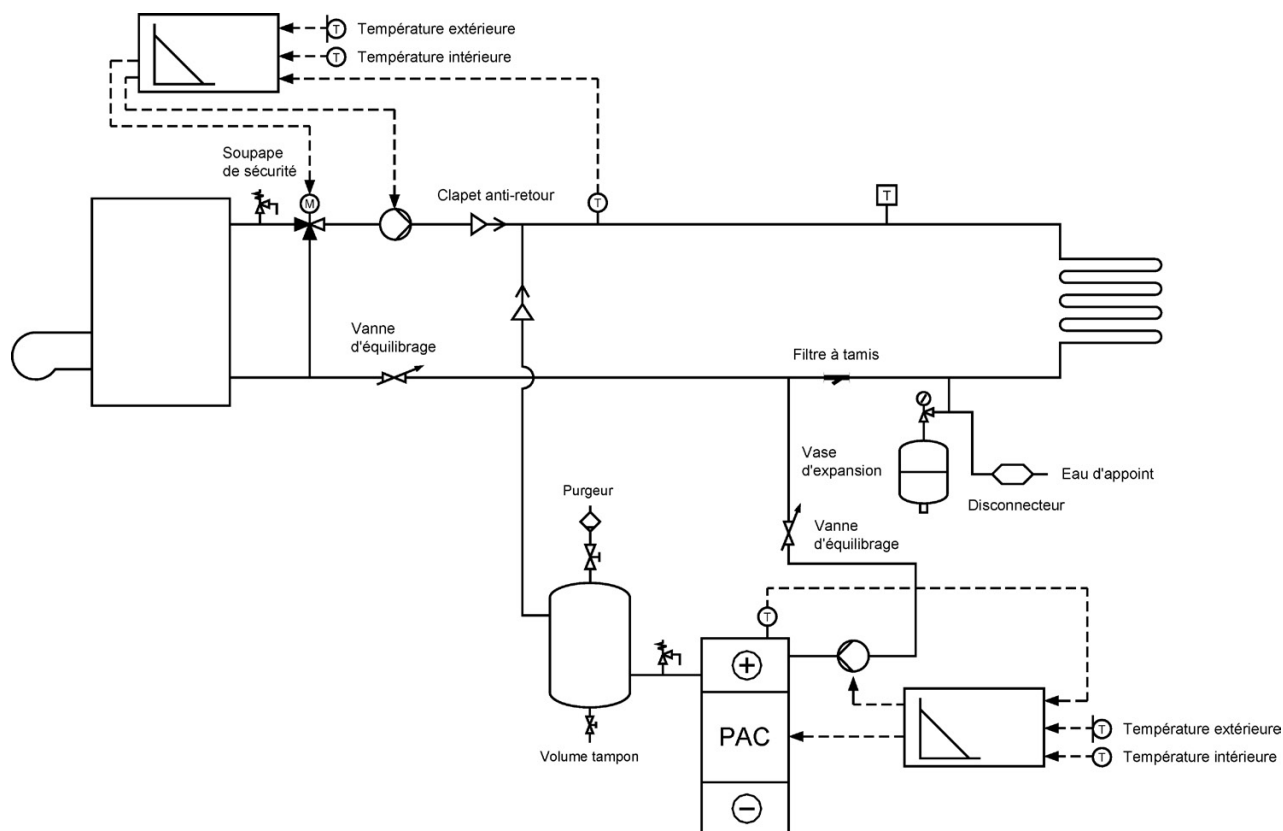 T Température extérieure
T Température intérieure
Soupape
de sécurité
M
Clapet anti-retour
T
T
Vanne
d'équilibrage
Filtre à tamis
Vase
d'expansion
Eau d'appoint
Disconnecteur
Purgeur
Vanne
d'équilibrage
T
PAC
T Température extérieure
T Température intérieure
Volume tampon